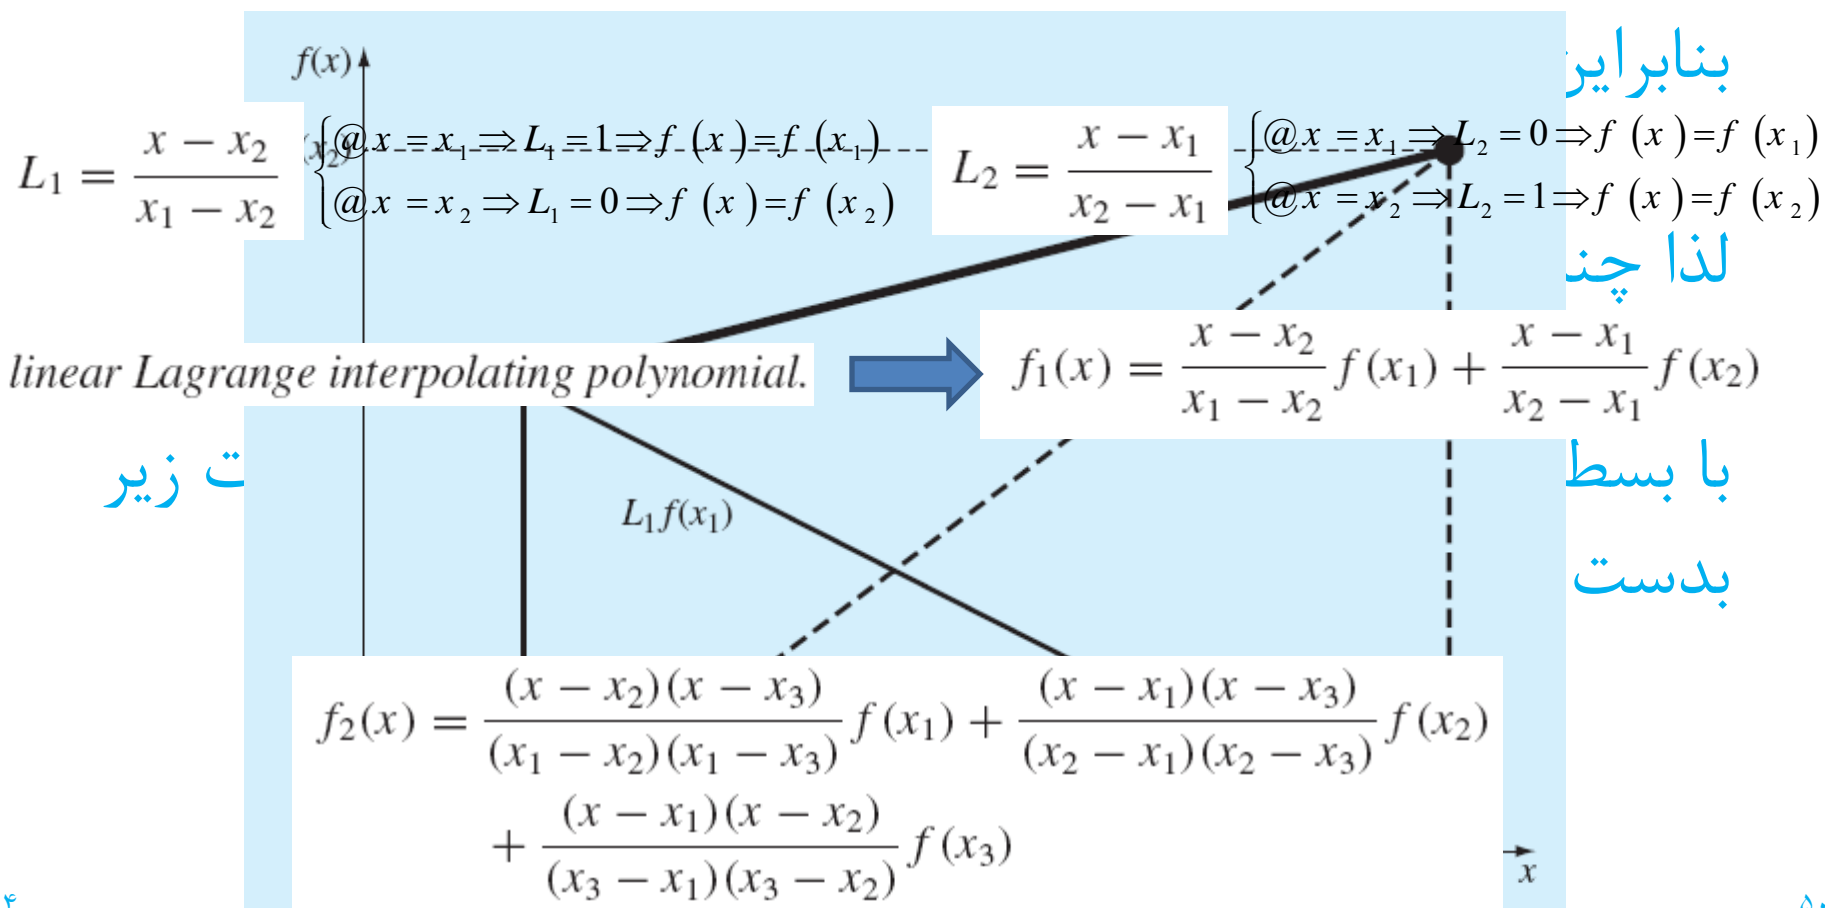 بنابراین
f(x)
L₁ = (x − x₂)/(x₁ − x₂) {@ x = x₁ ⇒ L₁ = 1 ⇒ f (x) = f (x₁)
@ x = x₂ ⇒ L₁ = 0 ⇒ f (x) = f (x₂)
L₂ = (x − x₁)/(x₂ − x₁) {@ x = x₁ ⇒ L₂ = 0 ⇒ f (x) = f (x₁)
@ x = x₂ ⇒ L₂ = 1 ⇒ f (x) = f (x₂)
لذا
linear Lagrange interpolating polynomial. f₁(x) = (x − x₂)/(x₁ − x₂) f(x₁) + (x − x₁)/(x₂ − x₁) f(x₂)
با بسط ت زیر
L₁f(x₁)
بدست
f₂(x) = (x − x₂)(x − x₃)/(x₁ − x₂)(x₁ − x₃) f(x₁) + (x − x₁)(x − x₃)/(x₂ − x₁)(x₂ − x₃) f(x₂)
+ (x − x₁)(x − x₂)/(x₃ − x₁)(x₃ − x₂) f(x₃)
x